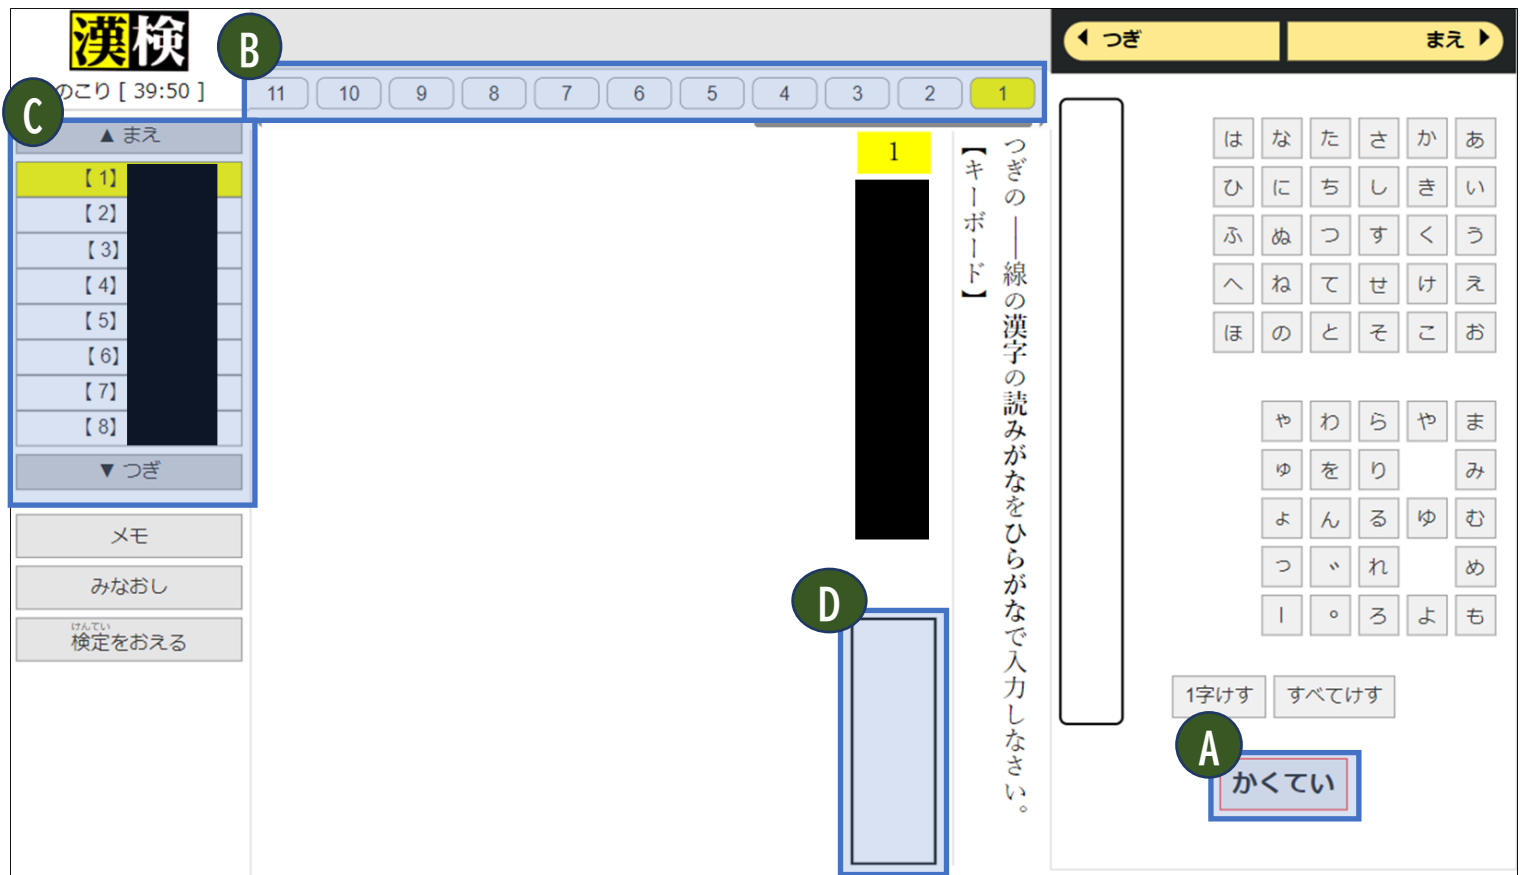 漢検
のこり [ 39:50 ]
C
▲ まえ
【 1】
【 2】
【 3】
【 4】
【 5】
【 6】
【 7】
【 8】
▼ つぎ
メモ
みなおし
けんてい
検定をおえる
B
11 10 9 8 7 6 5 4 3 2 1
つぎの ――線の漢字の読みがなをひらがなで入力しなさい。
【キーボード】
1
D
つぎ
まえ
は な た さ か あ
ひ に ち し き い
ふ ぬ つ す く う
へ ね て せ け え
ほ の と そ こ お
ゃ わ ら や ま
ゅ を り み
ょ ん る ゆ む
っ ゛ れ め
ー ゜ ろ よ も
1字けす
すべてけす
A
かくてい